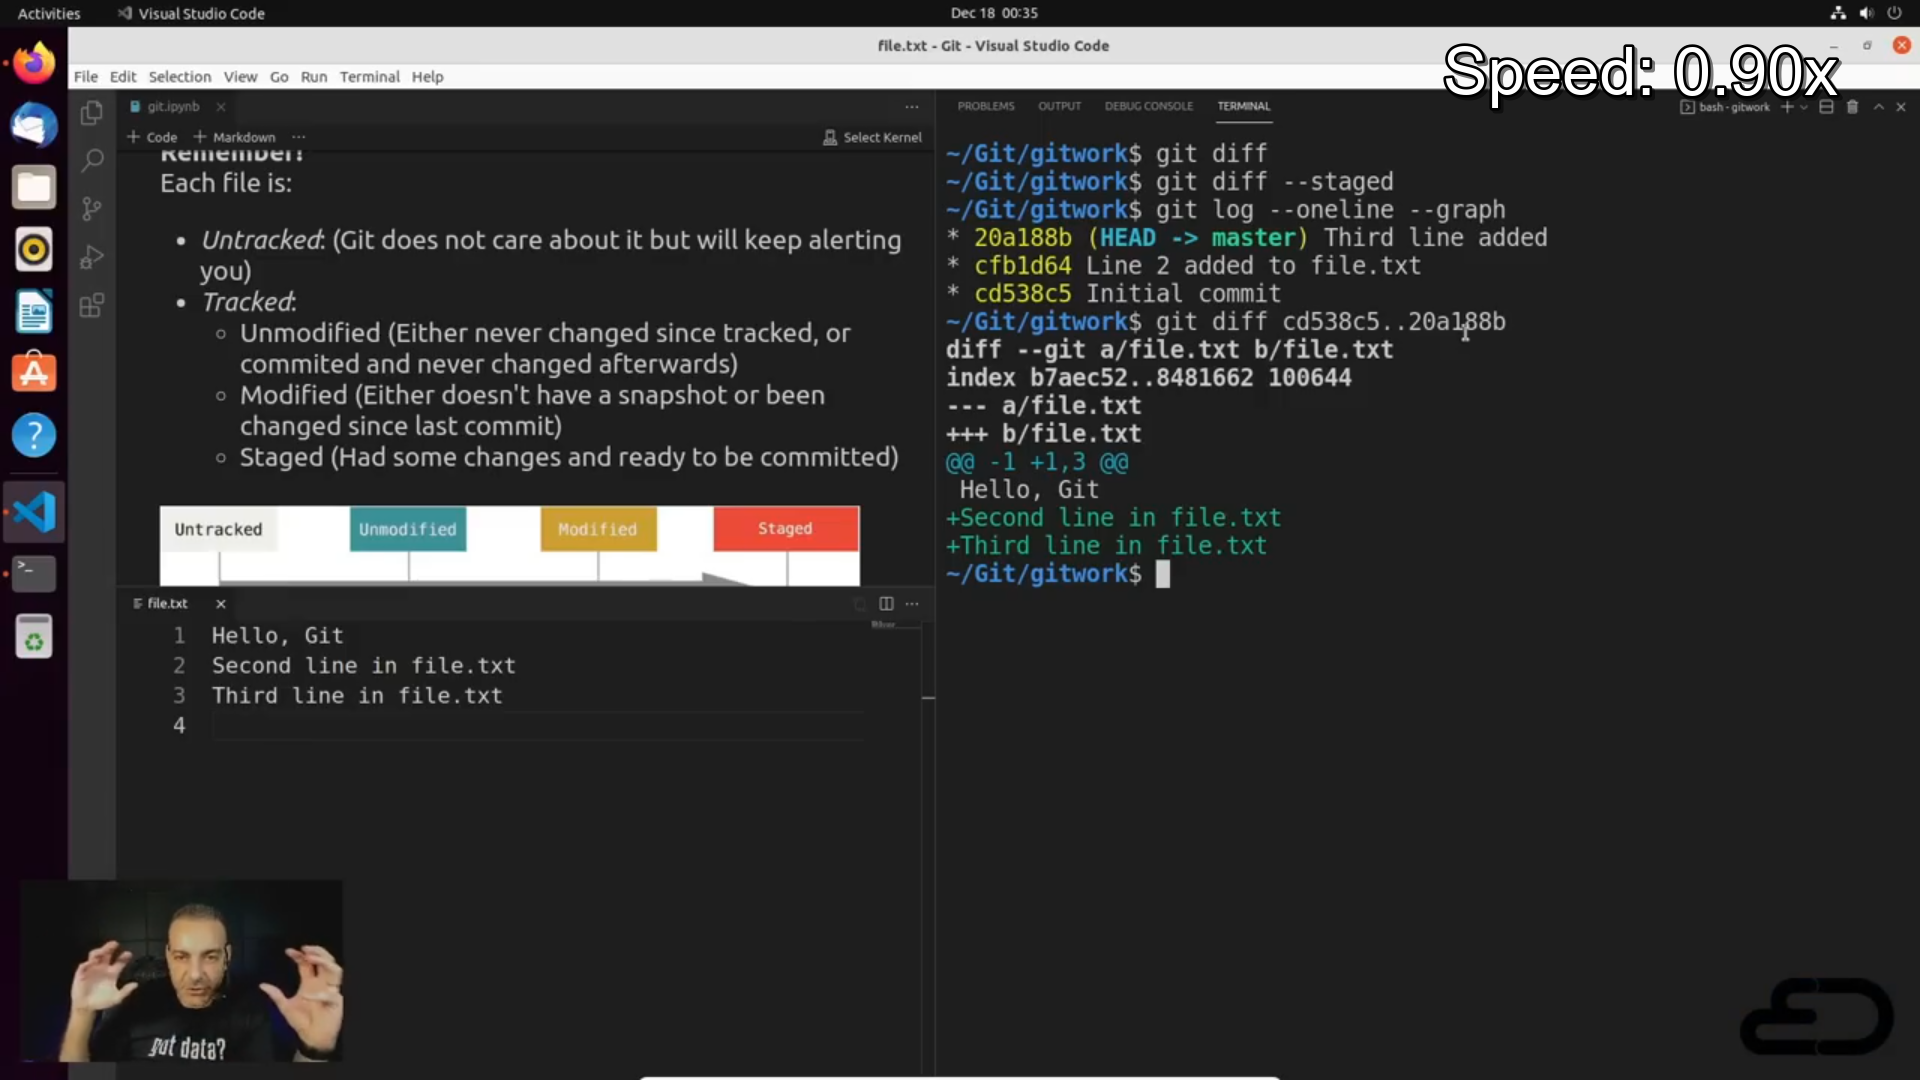 Activities
Visual Studio Code
Dec 18 00:35
file.txt - Git - Visual Studio Code
Speed: 0.90x
File Edit Selection View Go Run Terminal Help
git.ipynb
Code Markdown
Select Kernel
Remember!
Each file is:
Untracked: (Git does not care about it but will keep alerting
you)
Tracked:
Unmodified (Either never changed since tracked, or
commited and never changed afterwards)
Modified (Either doesn't have a snapshot or been
changed since last commit)
Staged (Had some changes and ready to be committed)
Untracked Unmodified Modified Staged
file.txt
1 Hello, Git
2 Second line in file.txt
3 Third line in file.txt
4
got data?
PROBLEMS OUTPUT DEBUG CONSOLE TERMINAL
bash - gitwork
~/Git/gitwork$ git diff
~/Git/gitwork$ git diff --staged
~/Git/gitwork$ git log --oneline --graph
* 20a188b (HEAD -> master) Third line added
* cfb1d64 Line 2 added to file.txt
* cd538c5 Initial commit
~/Git/gitwork$ git diff cd538c5..20a188b
diff --git a/file.txt b/file.txt
index b7aec52..8481662 100644
--- a/file.txt
+++ b/file.txt
@@ -1 +1,3 @@
Hello, Git
+Second line in file.txt
+Third line in file.txt
~/Git/gitwork$